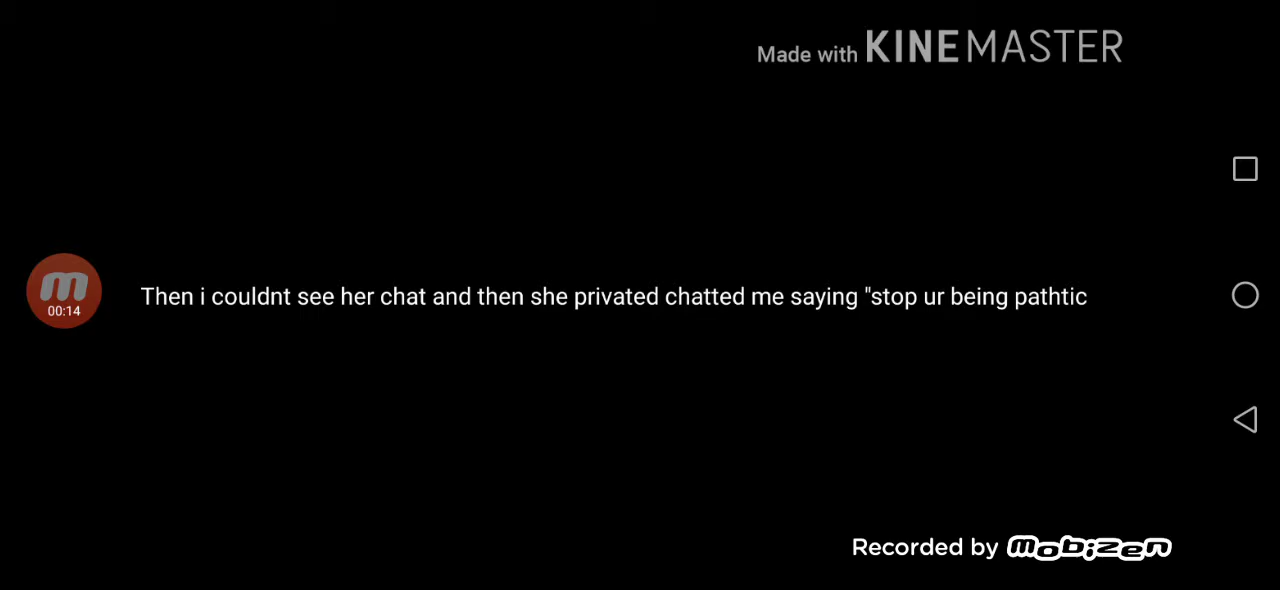 Made with KINEMASTER
m
00:14
Then i couldnt see her chat and then she privated chatted me saying "stop ur being pathtic
Recorded by mobizen